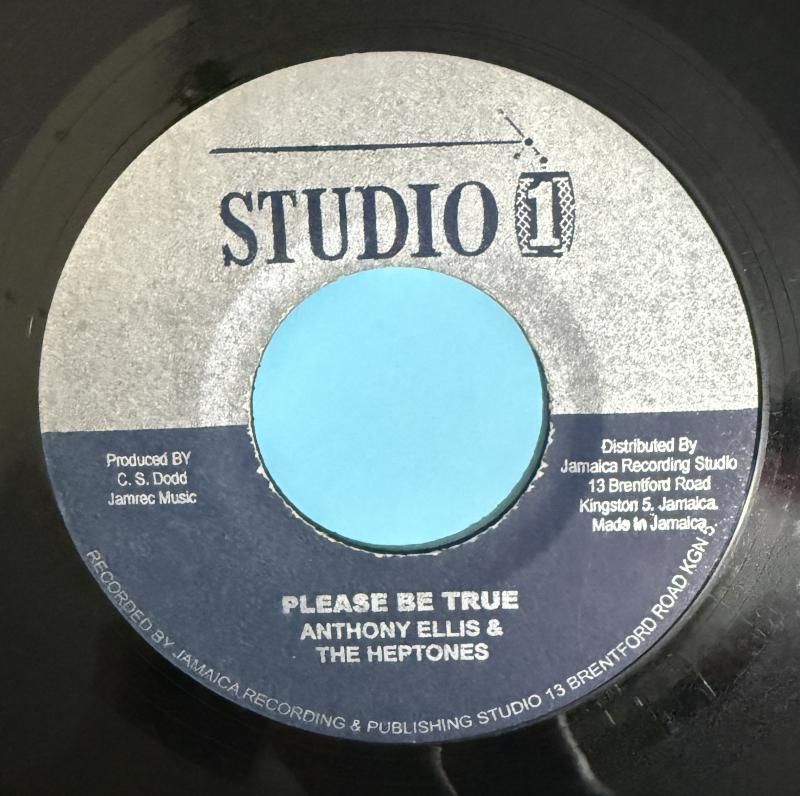 STUDIO 1
Produced BY
C. S. Dodd
Jamrec Music
Distributed By
Jamaica Recording Studio
13 Brentford Road
Kingston 5. Jamaica.
Made In Jamaica.
PLEASE BE TRUE
ANTHONY ELLIS &
THE HEPTONES
RECORDED BY JAMAICA RECORDING & PUBLISHING STUDIO 13 BRENTFORD ROAD KGN 5.